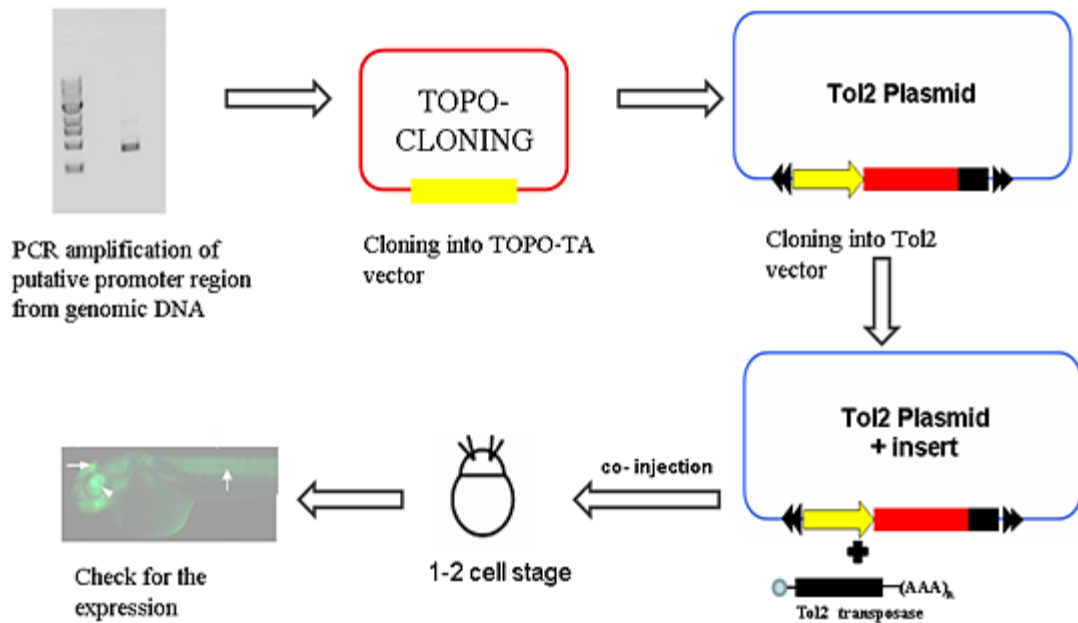 PCR amplification of
putative promoter region
from genomic DNA
TOPO-
CLONING
Cloning into TOPO-TA
vector
Tol2 Plasmid
Cloning into Tol2
vector
Tol2 Plasmid
+ insert
(AAA)n
Tol2 transposase
co- injection
1-2 cell stage
Check for the
expression